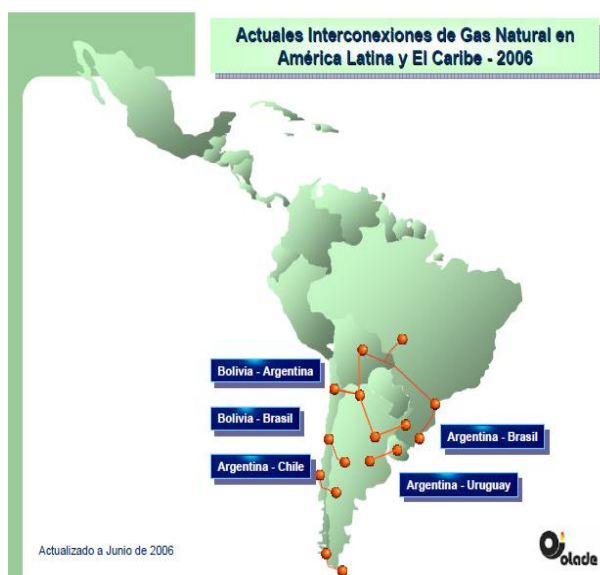 Actuales Interconexiones de Gas Natural en
América Latina y El Caribe - 2006
Bolivia - Argentina
Bolivia - Brasil
Argentina - Brasil
Argentina - Chile
Argentina - Uruguay
Actualizado a Junio de 2006
olade